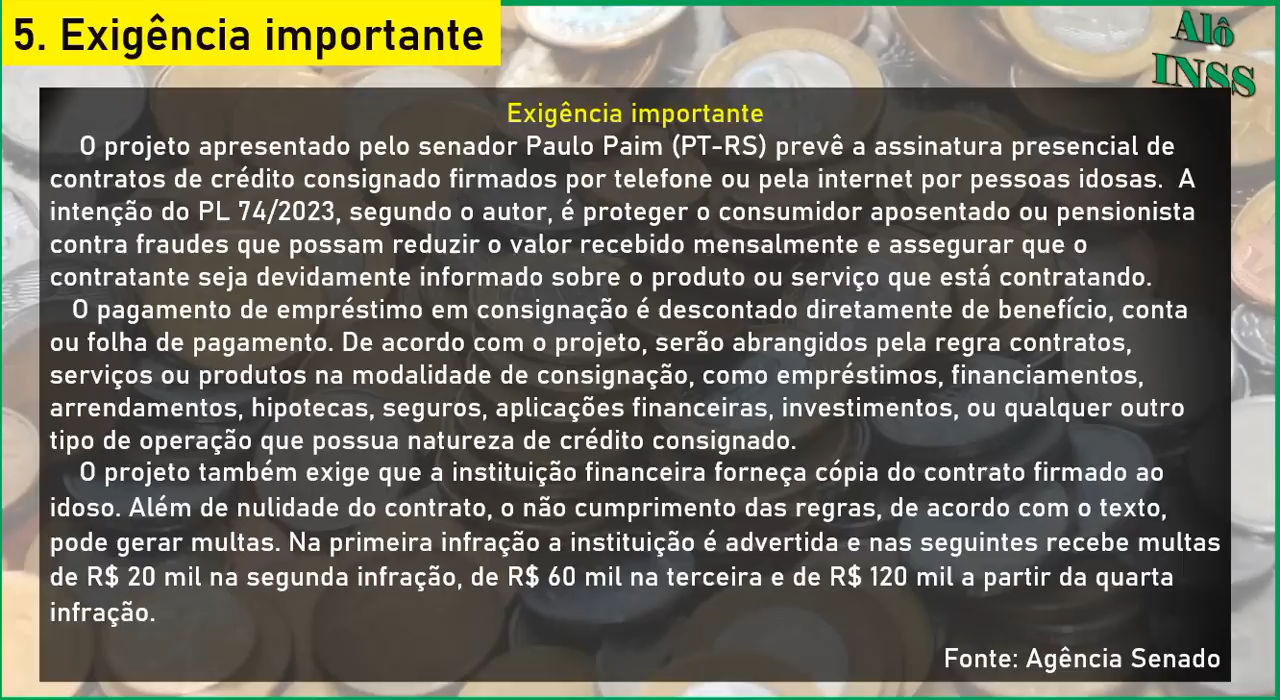 5. Exigência importante
Alô
INSS
Exigência importante
O projeto apresentado pelo senador Paulo Paim (PT-RS) prevê a assinatura presencial de
contratos de crédito consignado firmados por telefone ou pela internet por pessoas idosas. A
intenção do PL 74/2023, segundo o autor, é proteger o consumidor aposentado ou pensionista
contra fraudes que possam reduzir o valor recebido mensalmente e assegurar que o
contratante seja devidamente informado sobre o produto ou serviço que está contratando.
O pagamento de empréstimo em consignação é descontado diretamente de benefício, conta
ou folha de pagamento. De acordo com o projeto, serão abrangidos pela regra contratos,
serviços ou produtos na modalidade de consignação, como empréstimos, financiamentos,
arrendamentos, hipotecas, seguros, aplicações financeiras, investimentos, ou qualquer outro
tipo de operação que possua natureza de crédito consignado.
O projeto também exige que a instituição financeira forneça cópia do contrato firmado ao
idoso. Além de nulidade do contrato, o não cumprimento das regras, de acordo com o texto,
pode gerar multas. Na primeira infração a instituição é advertida e nas seguintes recebe multas
de R$ 20 mil na segunda infração, de R$ 60 mil na terceira e de R$ 120 mil a partir da quarta
infração.
Fonte: Agência Senado